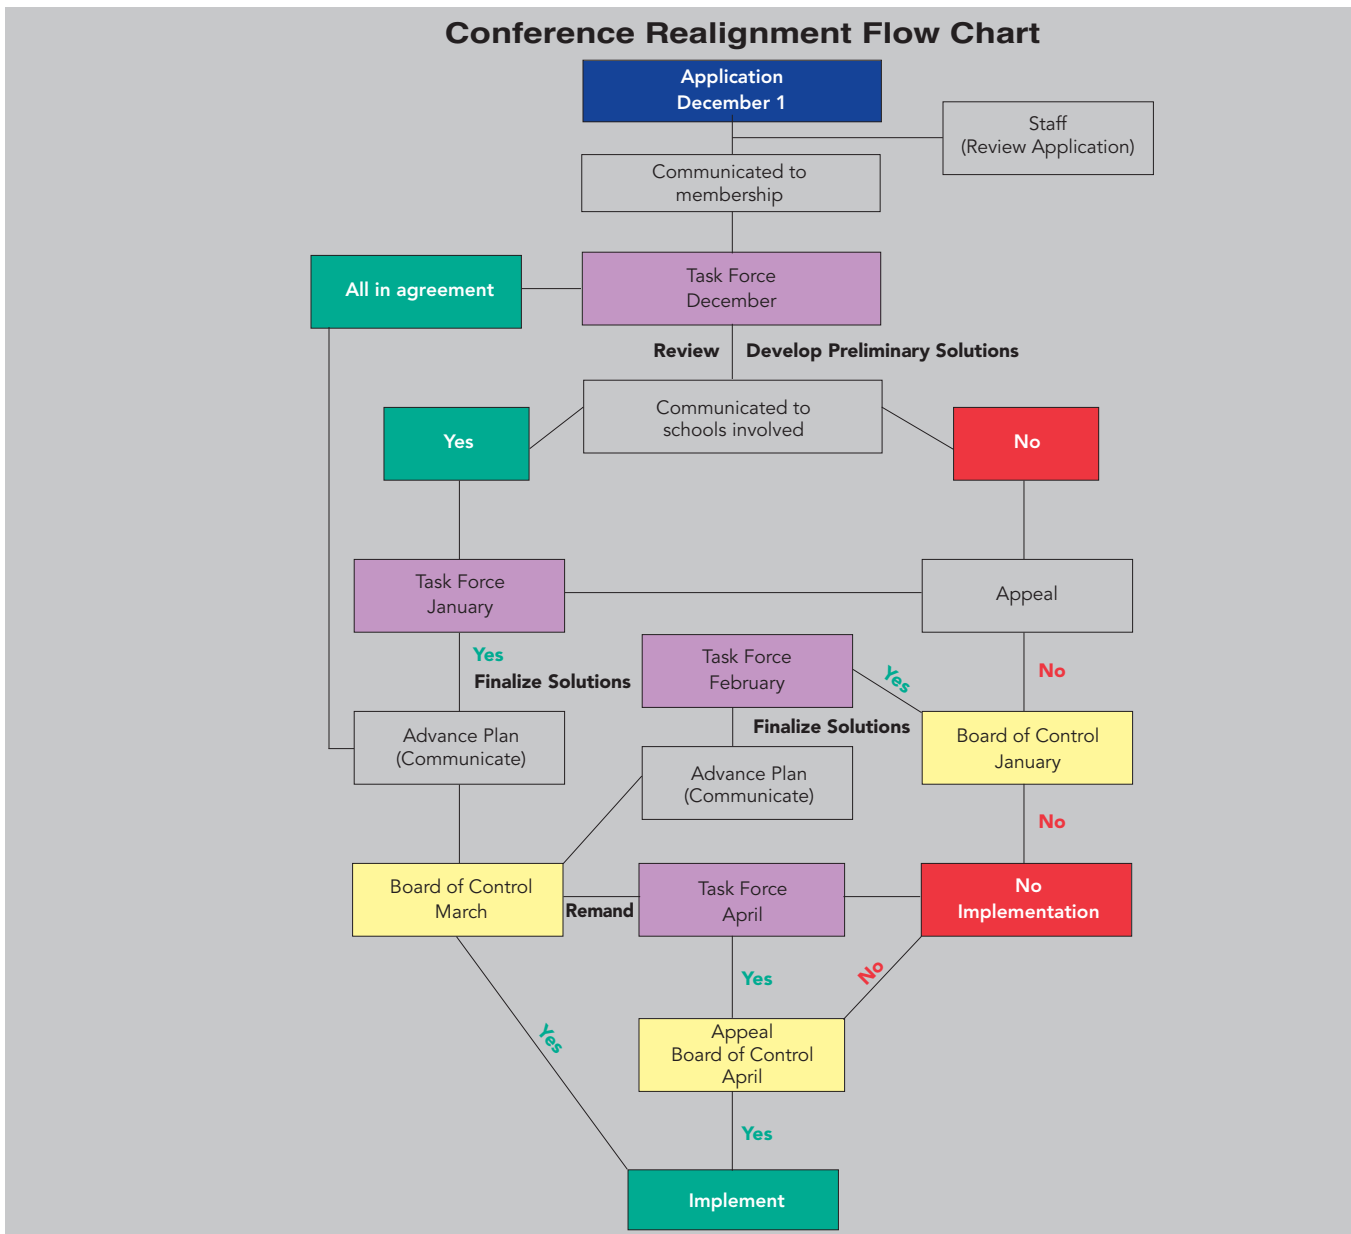 Conference Realignment Flow Chart
Application
December 1
Staff
(Review Application)
Communicated to
membership
All in agreement
Task Force
December
Review
Develop Preliminary Solutions
Communicated to
schools involved
Yes
No
Task Force
January
Appeal
Yes
Finalize Solutions
Task Force
February
Yes
No
Advance Plan
(Communicate)
Finalize Solutions
Board of Control
January
Advance Plan
(Communicate)
No
Board of Control
March
Remand
Task Force
April
No
Implementation
Yes
No
Yes
Appeal
Board of Control
April
Yes
Implement